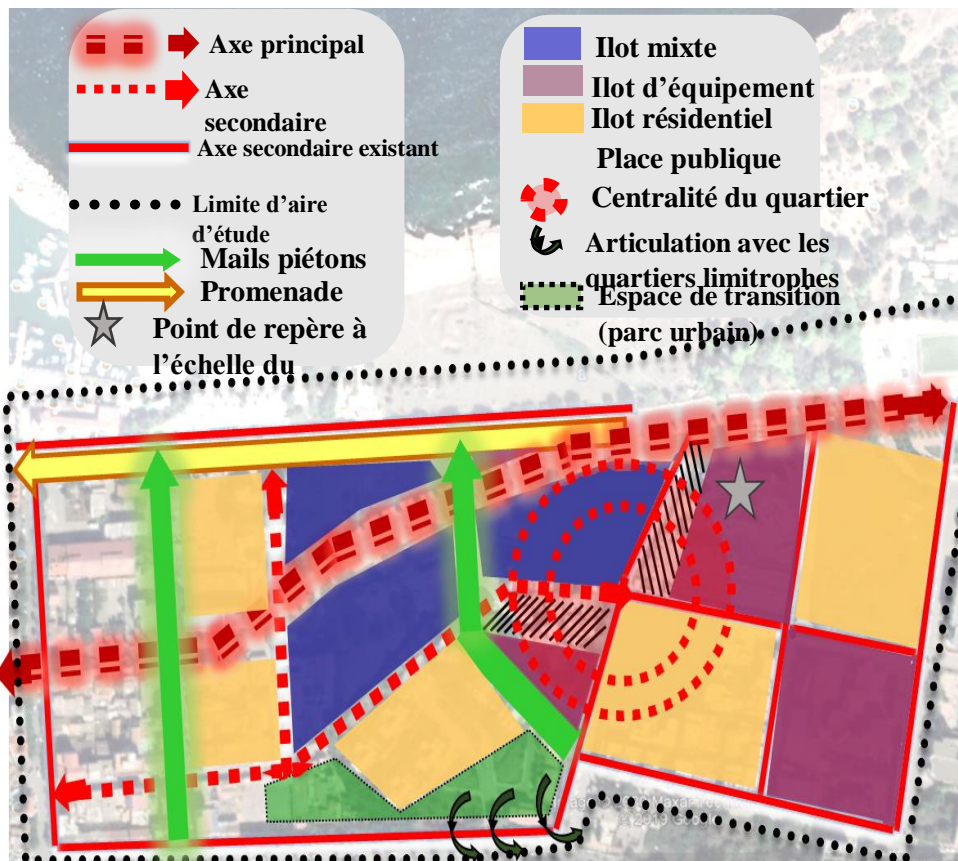 Axe principal
Axe
secondaire
Axe secondaire existant
Limite d'aire
d'étude
Mails piétons
Promenade
Point de repère à
l'échelle du
Ilot mixte
Ilot d'équipement
Ilot résidentiel
Place publique
Centralité du quartier
Articulation avec les
quartiers limitrophes
Espace de transition
(parc urbain)